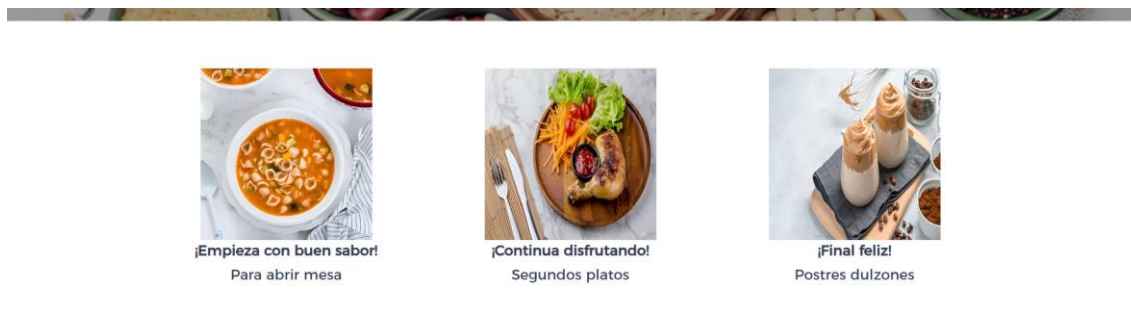 ¡Empieza con buen sabor!
Para abrir mesa
¡Continua disfrutando!
Segundos platos
¡Final feliz!
Postres dulzones